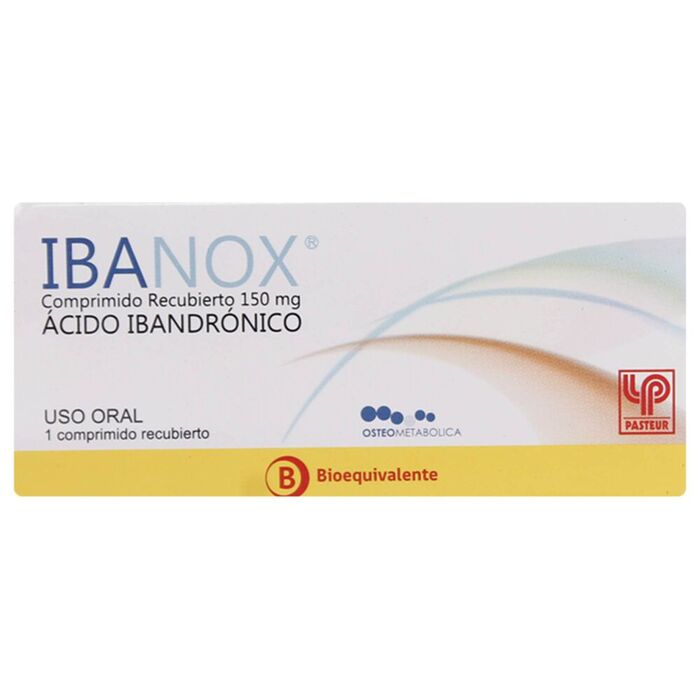 IBANOX®
Comprimido Recubierto 150 mg
ÁCIDO IBANDRÓNICO
USO ORAL
1 comprimido recubierto
OSTEOMETABOLICA
LP
PASTEUR
B Bioequivalente